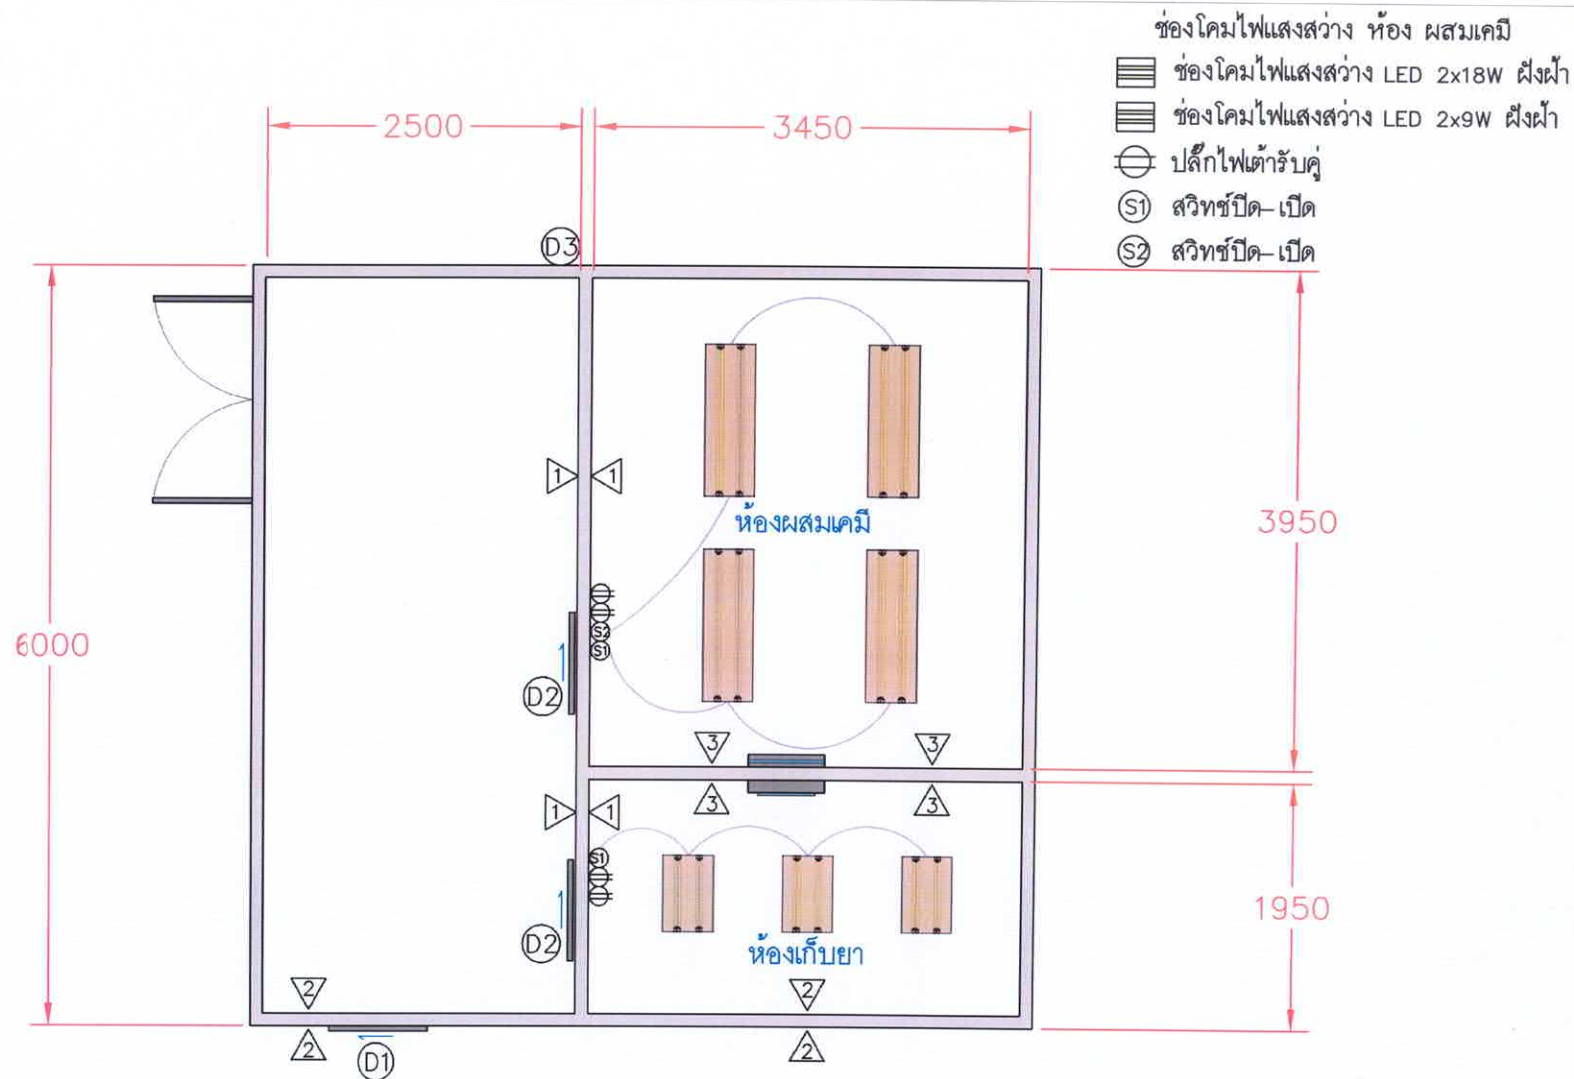 ช่องโคมไฟแสงสว่าง ห้อง ผสมเคมี
ช่องโคมไฟแสงสว่าง LED 2x18W ฝังฝ้า
ช่องโคมไฟแสงสว่าง LED 2x9W ฝังฝ้า
ปลั๊กไฟเต้ารับคู่
S1 สวิทช์ปิด-เปิด
S2 สวิทช์ปิด-เปิด
2500
3450
D3
1
1
ห้องผสมเคมี
3950
6000
S2
S1
D2
3
3
3
3
1
1
S1
1950
D2
ห้องเก็บยา
2
2
2
2
D1